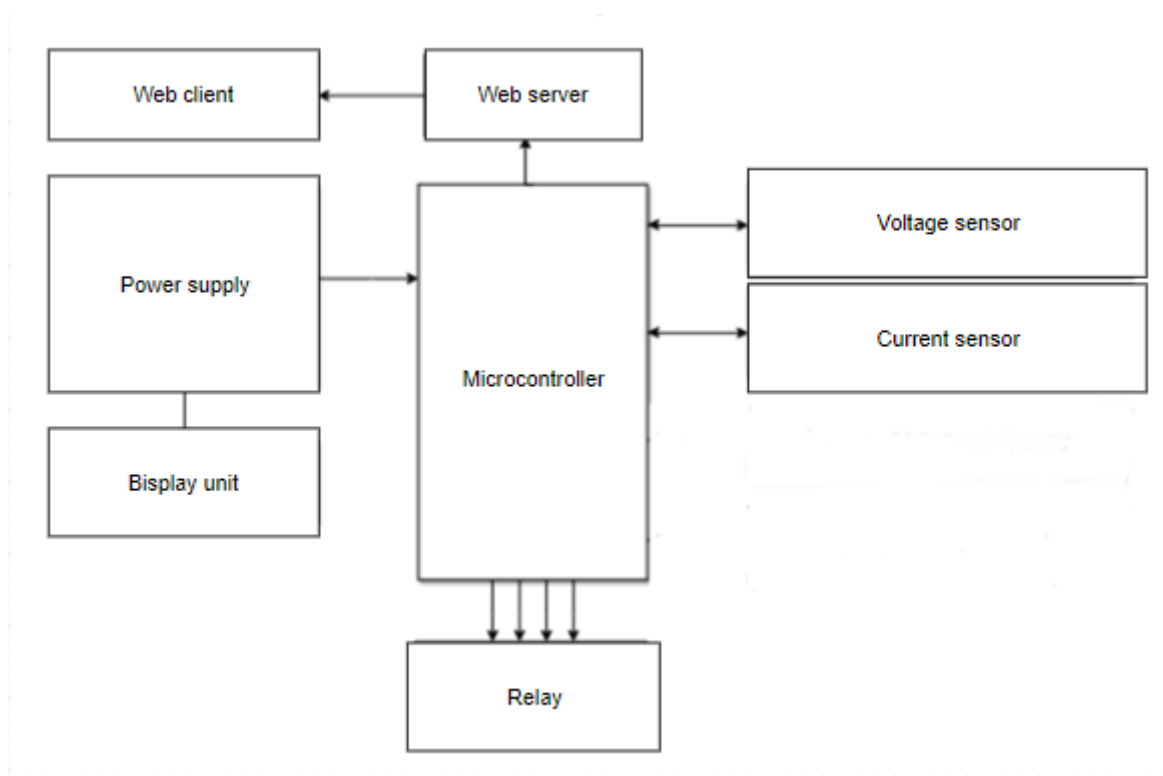 Web client
Web server
Power supply
Voltage sensor
Current sensor
Microcontroller
Bisplay unit
Relay